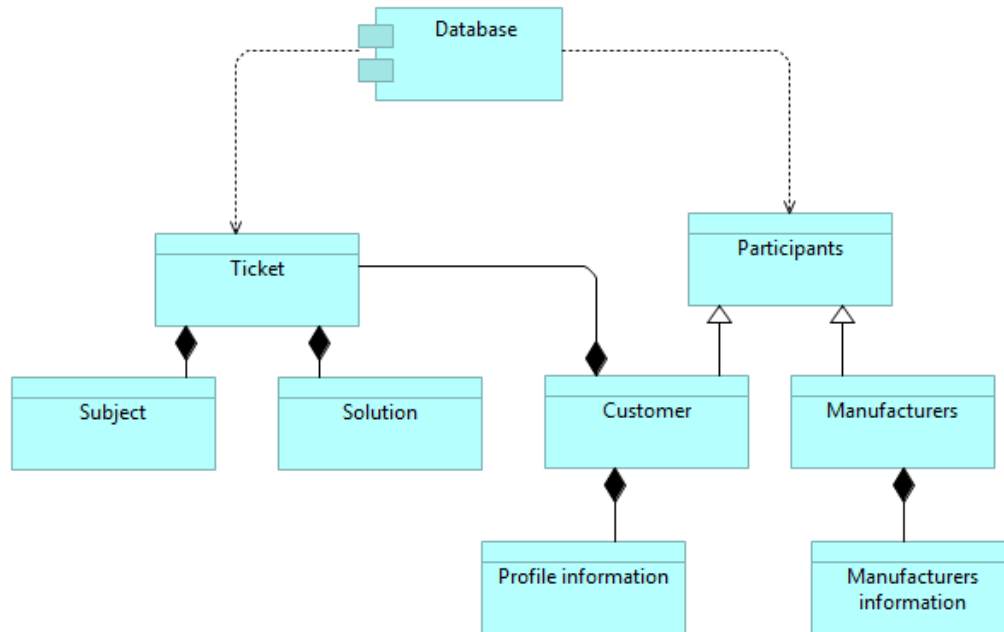 Database
Participants
Ticket
Subject
Solution
Customer
Manufacturers
Profile information
Manufacturers
information